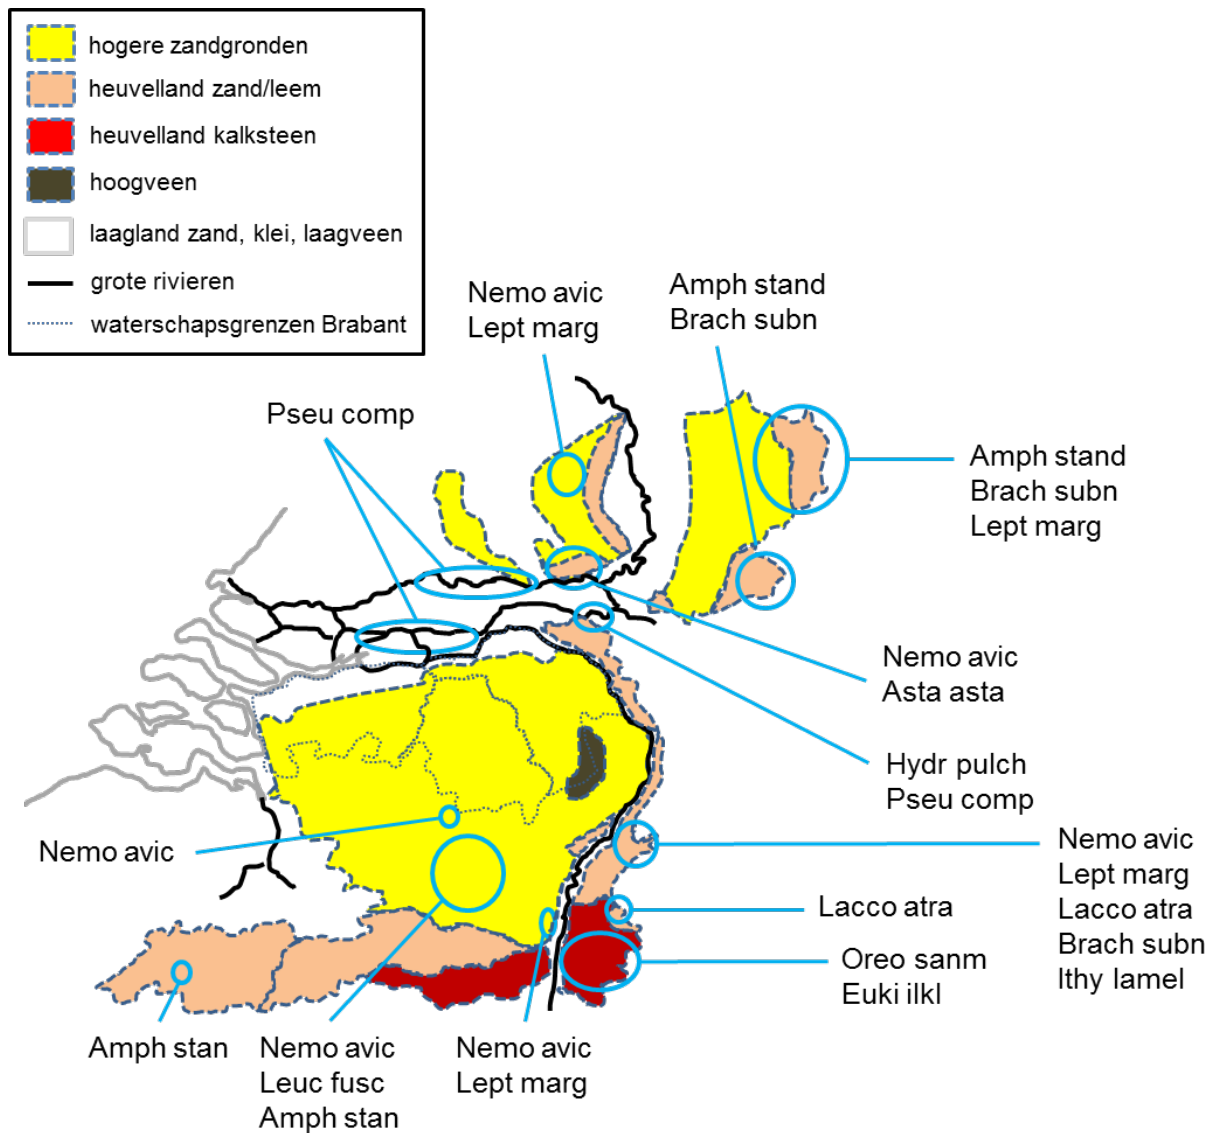 hogere zandgronden
heuvelland zand/leem
heuvelland kalksteen
hoogveen
laagland zand, klei, laagveen
grote rivieren
waterschapsgrenzen Brabant
Nemo avic
Lept marg
Amph stand
Brach subn
Pseu comp
Amph stand
Brach subn
Lept marg
Nemo avic
Asta asta
Hydr pulch
Pseu comp
Nemo avic
Nemo avic
Lept marg
Lacco atra
Brach subn
Ithy lamel
Lacco atra
Oreo sanm
Euki ilkl
Amph stan
Nemo avic
Leuc fusc
Amph stan
Nemo avic
Lept marg